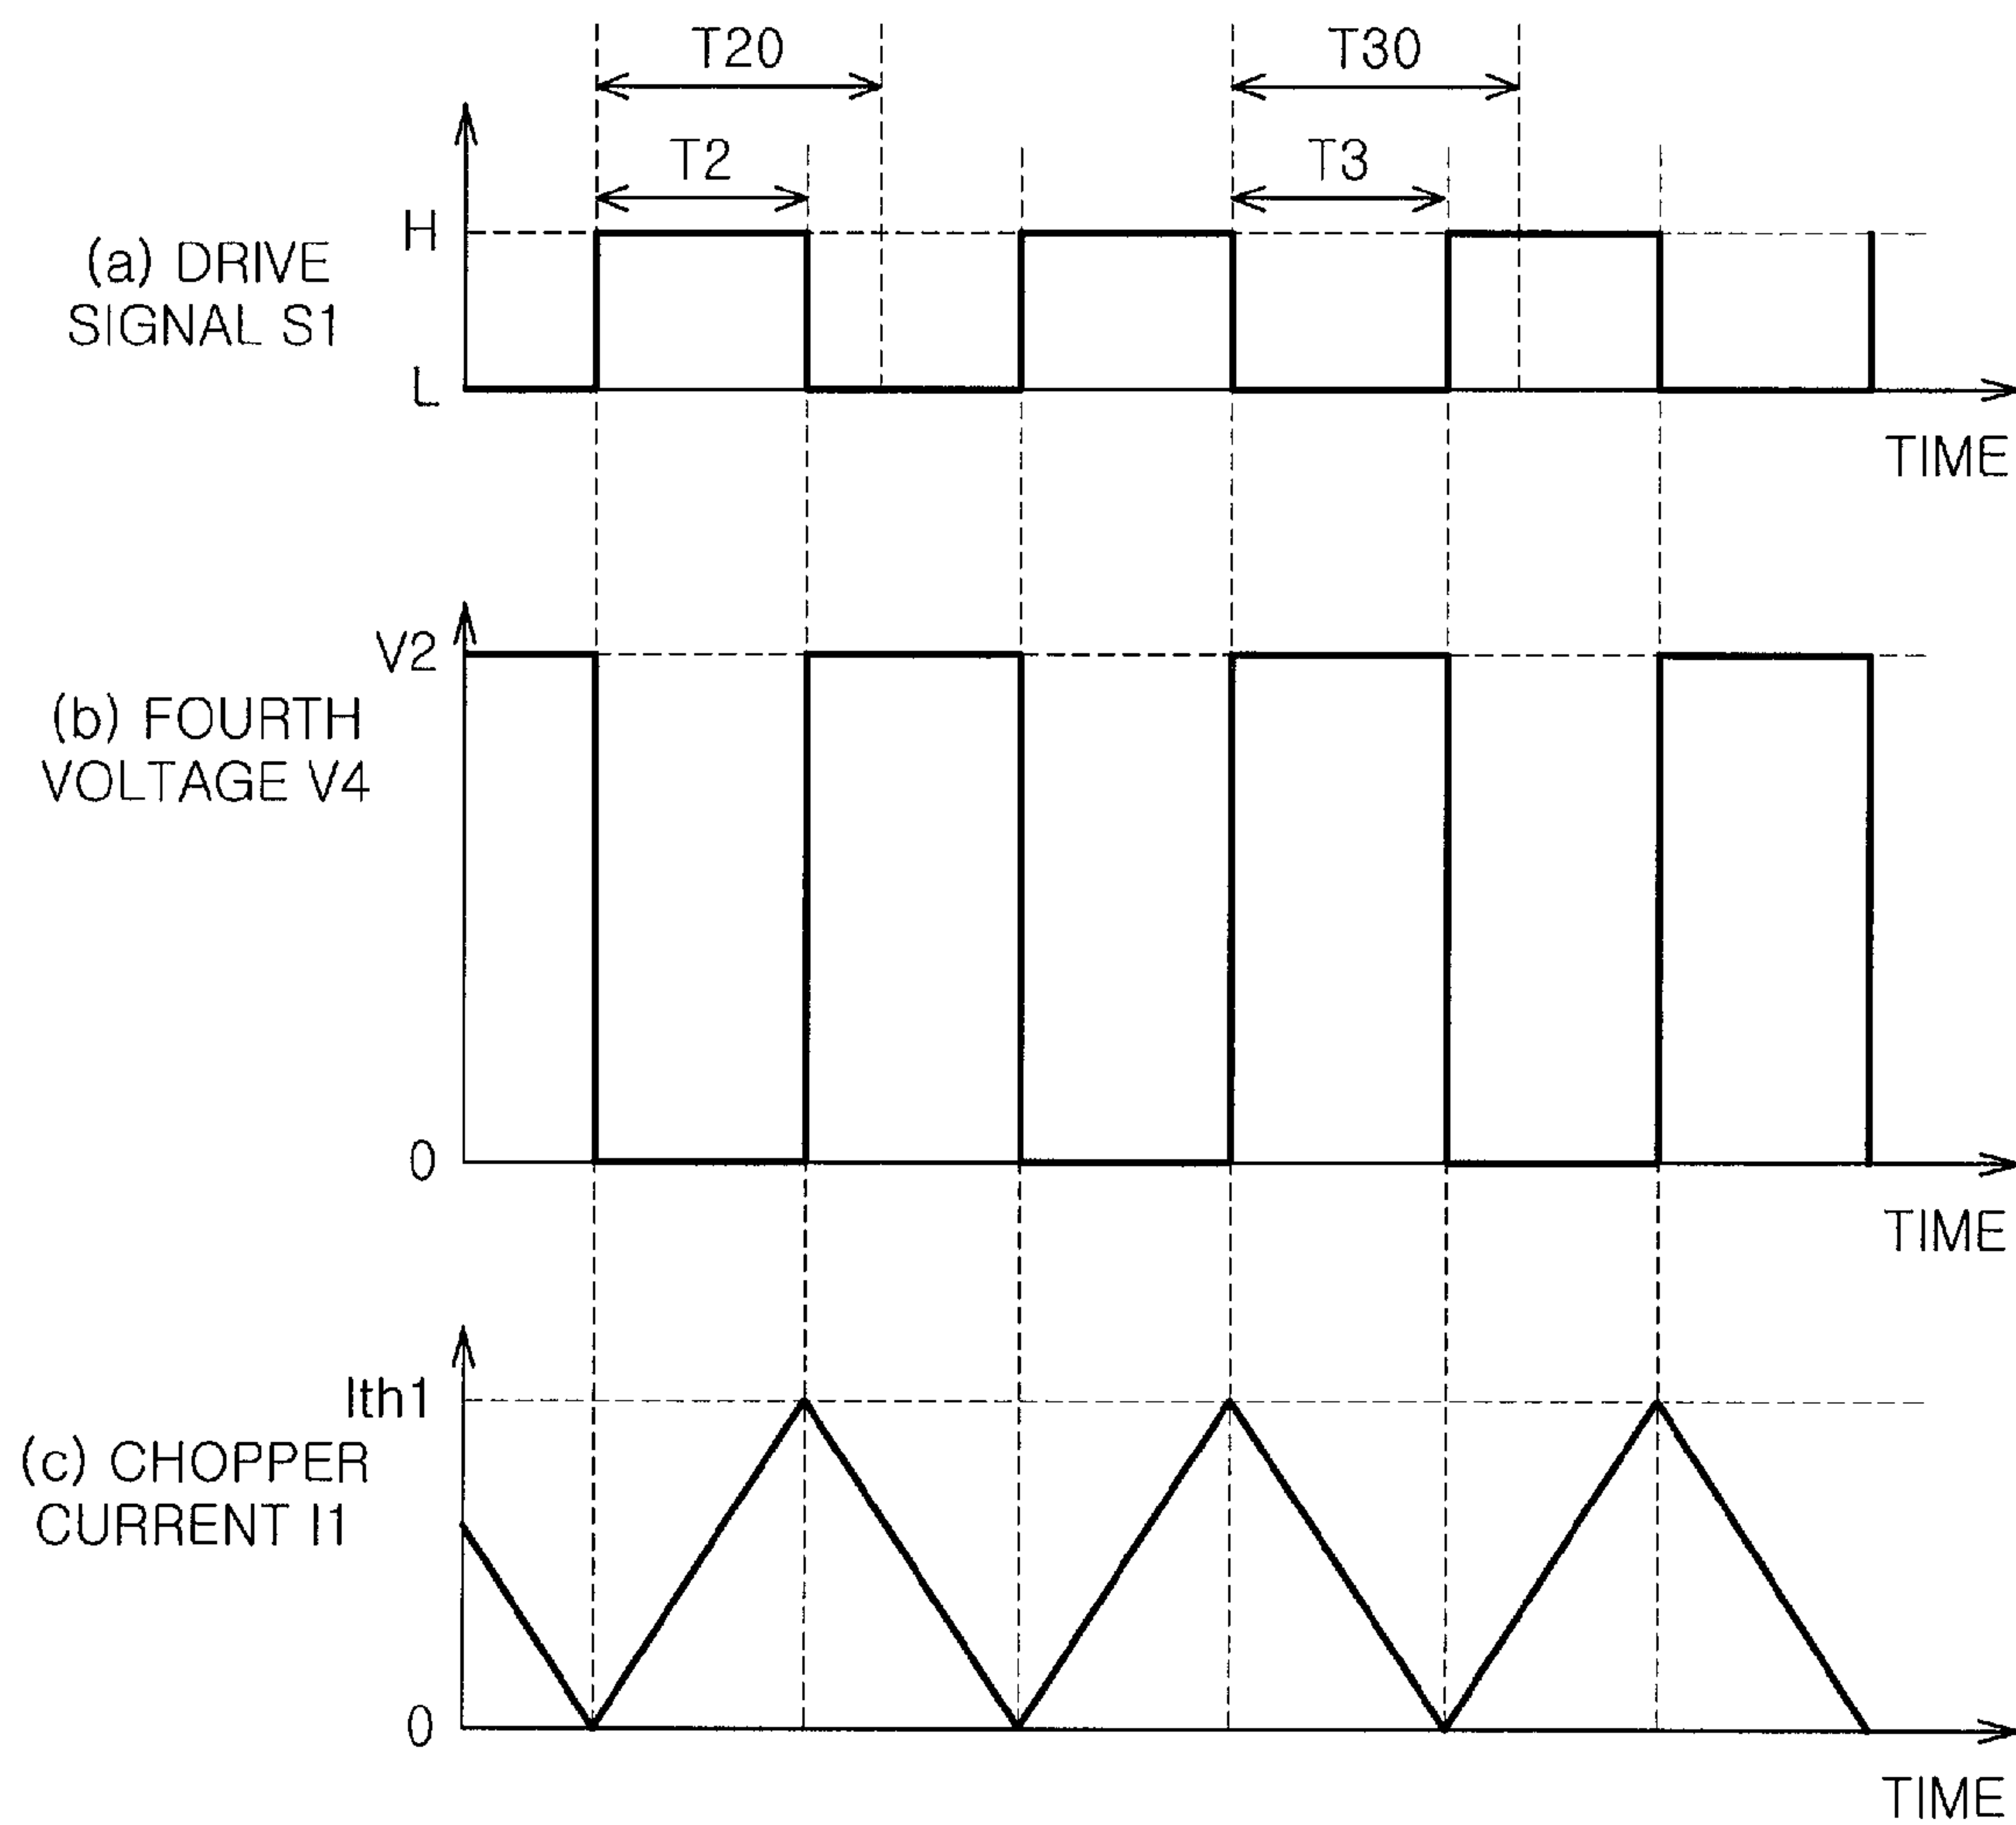 T20
T30
T2
T3
H
(a) DRIVE
SIGNAL S1
L
TIME
V2
(b) FOURTH
VOLTAGE V4
0
TIME
Ith1
(c) CHOPPER
CURRENT I1
0
TIME